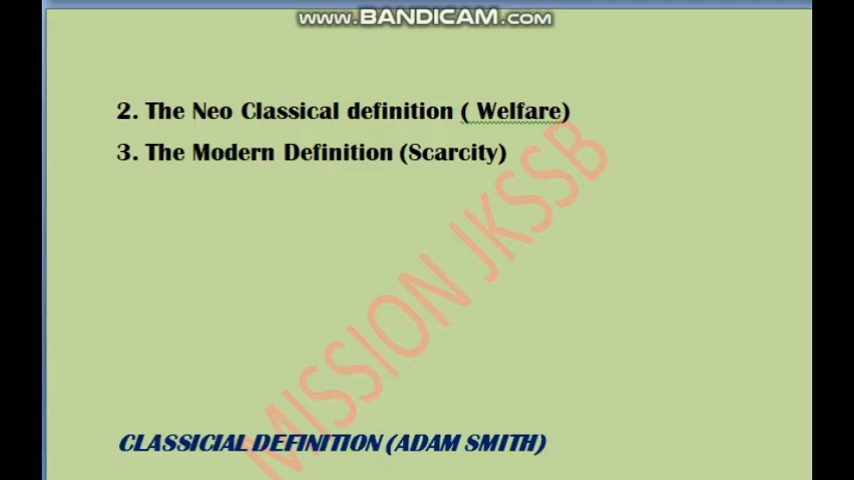 www.BANDICAM.com
2. The Neo Classical definition ( Welfare)
3. The Modern Definition (Scarcity)
MISSION JKSSB
CLASSICIAL DEFINITION (ADAM SMITH)